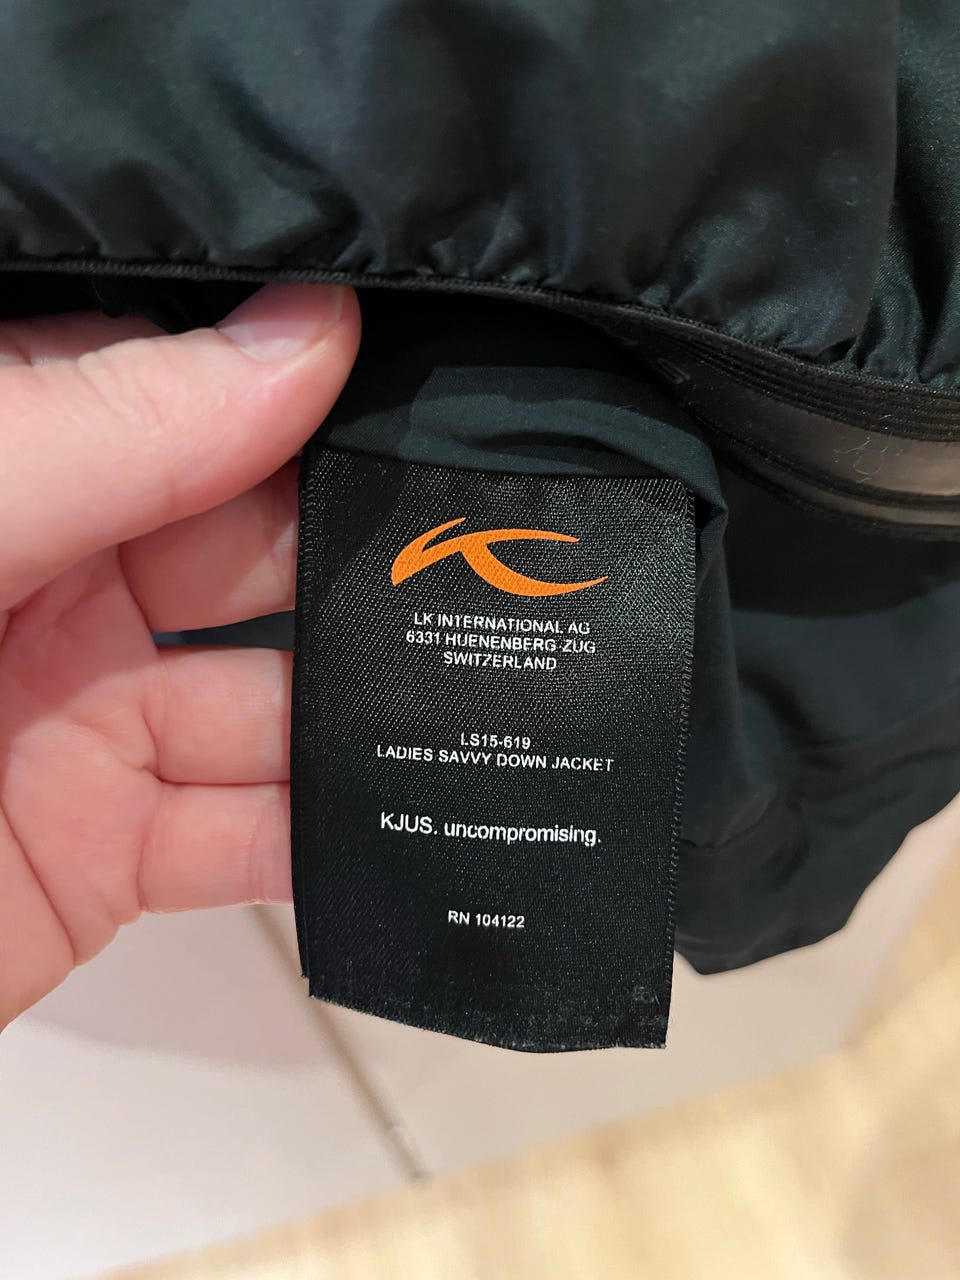 LK INTERNATIONAL AG
6331 HUENENBERG ZUG
SWITZERLAND
LS15-619
LADIES SAVVY DOWN JACKET
KJUS. uncompromising.
RN 104122